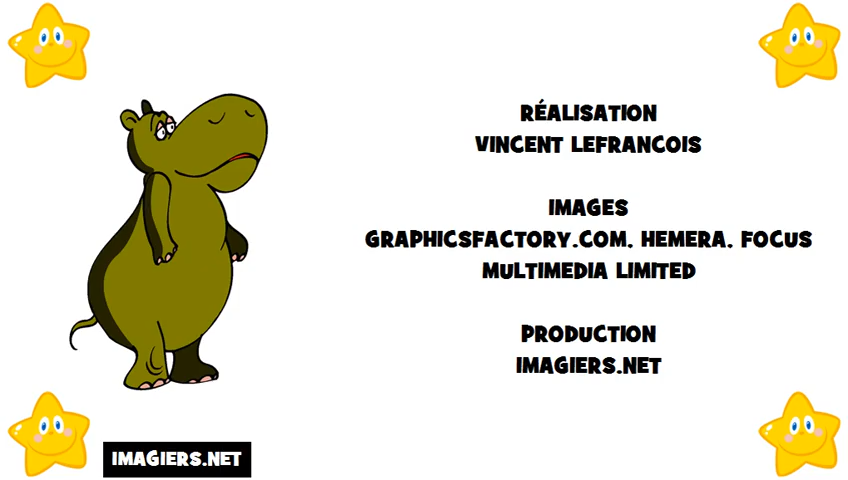 RÉALISATION
VINCENT LEFRANCOIS
IMAGES
GRAPHICSFACTORY.COM, HEMERA, FOCUS
MULTIMEDIA LIMITED
PRODUCTION
IMAGIERS.NET
IMAGIERS.NET